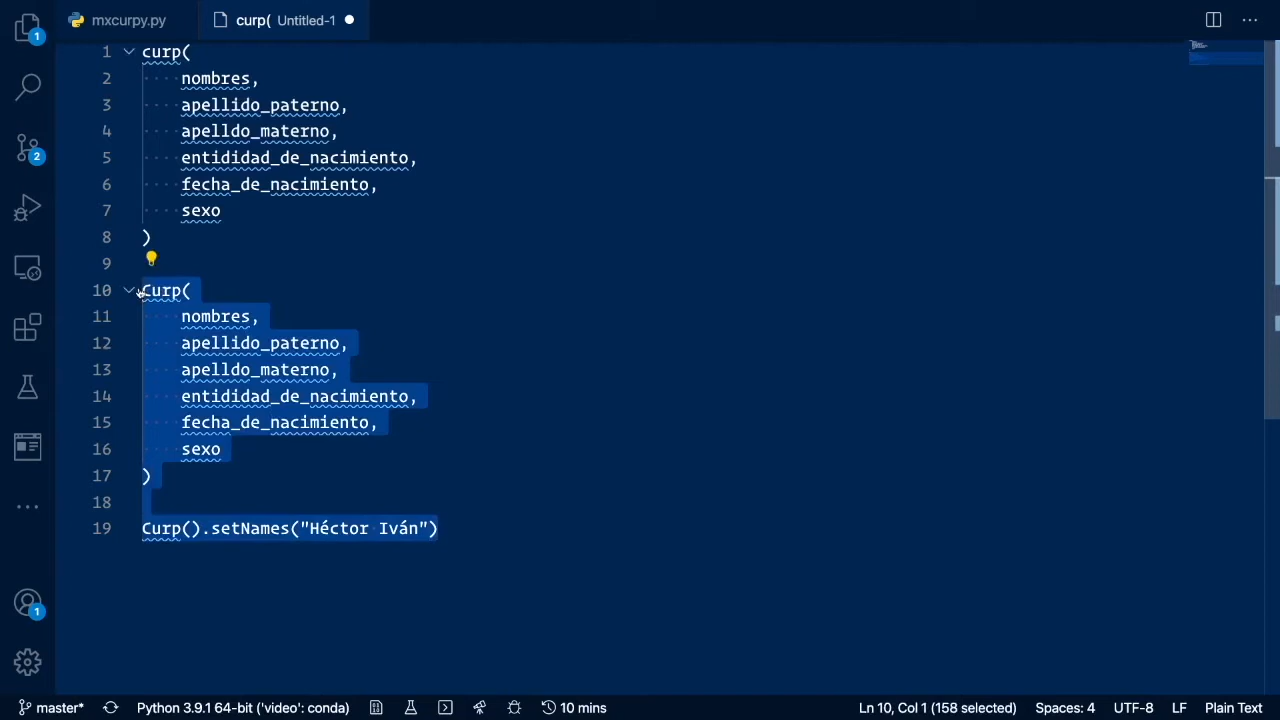 mxcurpy.py
curp( Untitled-1
1 curp(
2 nombres,
3 apellido_paterno,
4 apelldo_materno,
5 entididad_de_nacimiento,
6 fecha_de_nacimiento,
7 sexo
8 )
9
10 Curp(
11 nombres,
12 apellido_paterno,
13 apelldo_materno,
14 entididad_de_nacimiento,
15 fecha_de_nacimiento,
16 sexo
17 )
18
19 Curp().setNames("Héctor Iván")
1
2
1
master* Python 3.9.1 64-bit ('video': conda) 10 mins Ln 10, Col 1 (158 selected) Spaces: 4 UTF-8 LF Plain Text